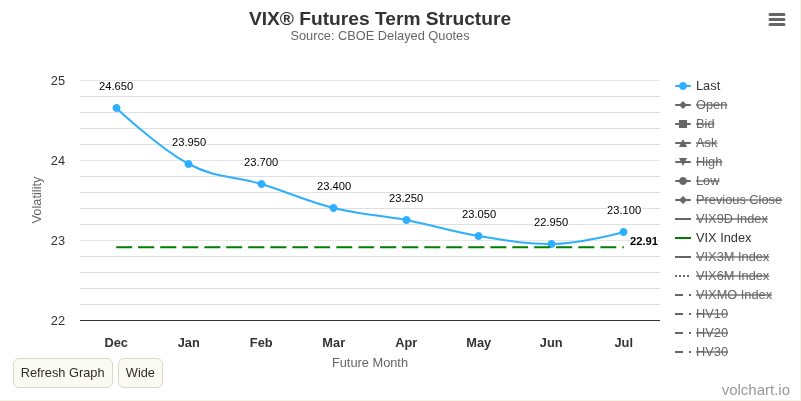 VIX® Futures Term Structure
Source: CBOE Delayed Quotes
25
24
23
22
Volatility
24.650
23.950
23.700
23.400
23.250
23.050
22.950
23.100
22.91
Dec Jan Feb Mar Apr May Jun Jul
Future Month
Last
Open
Bid
Ask
High
Low
Previous Close
VIX9D Index
VIX Index
VIX3M Index
VIX6M Index
VIXMO Index
HV10
HV20
HV30
Refresh Graph Wide
volchart.io